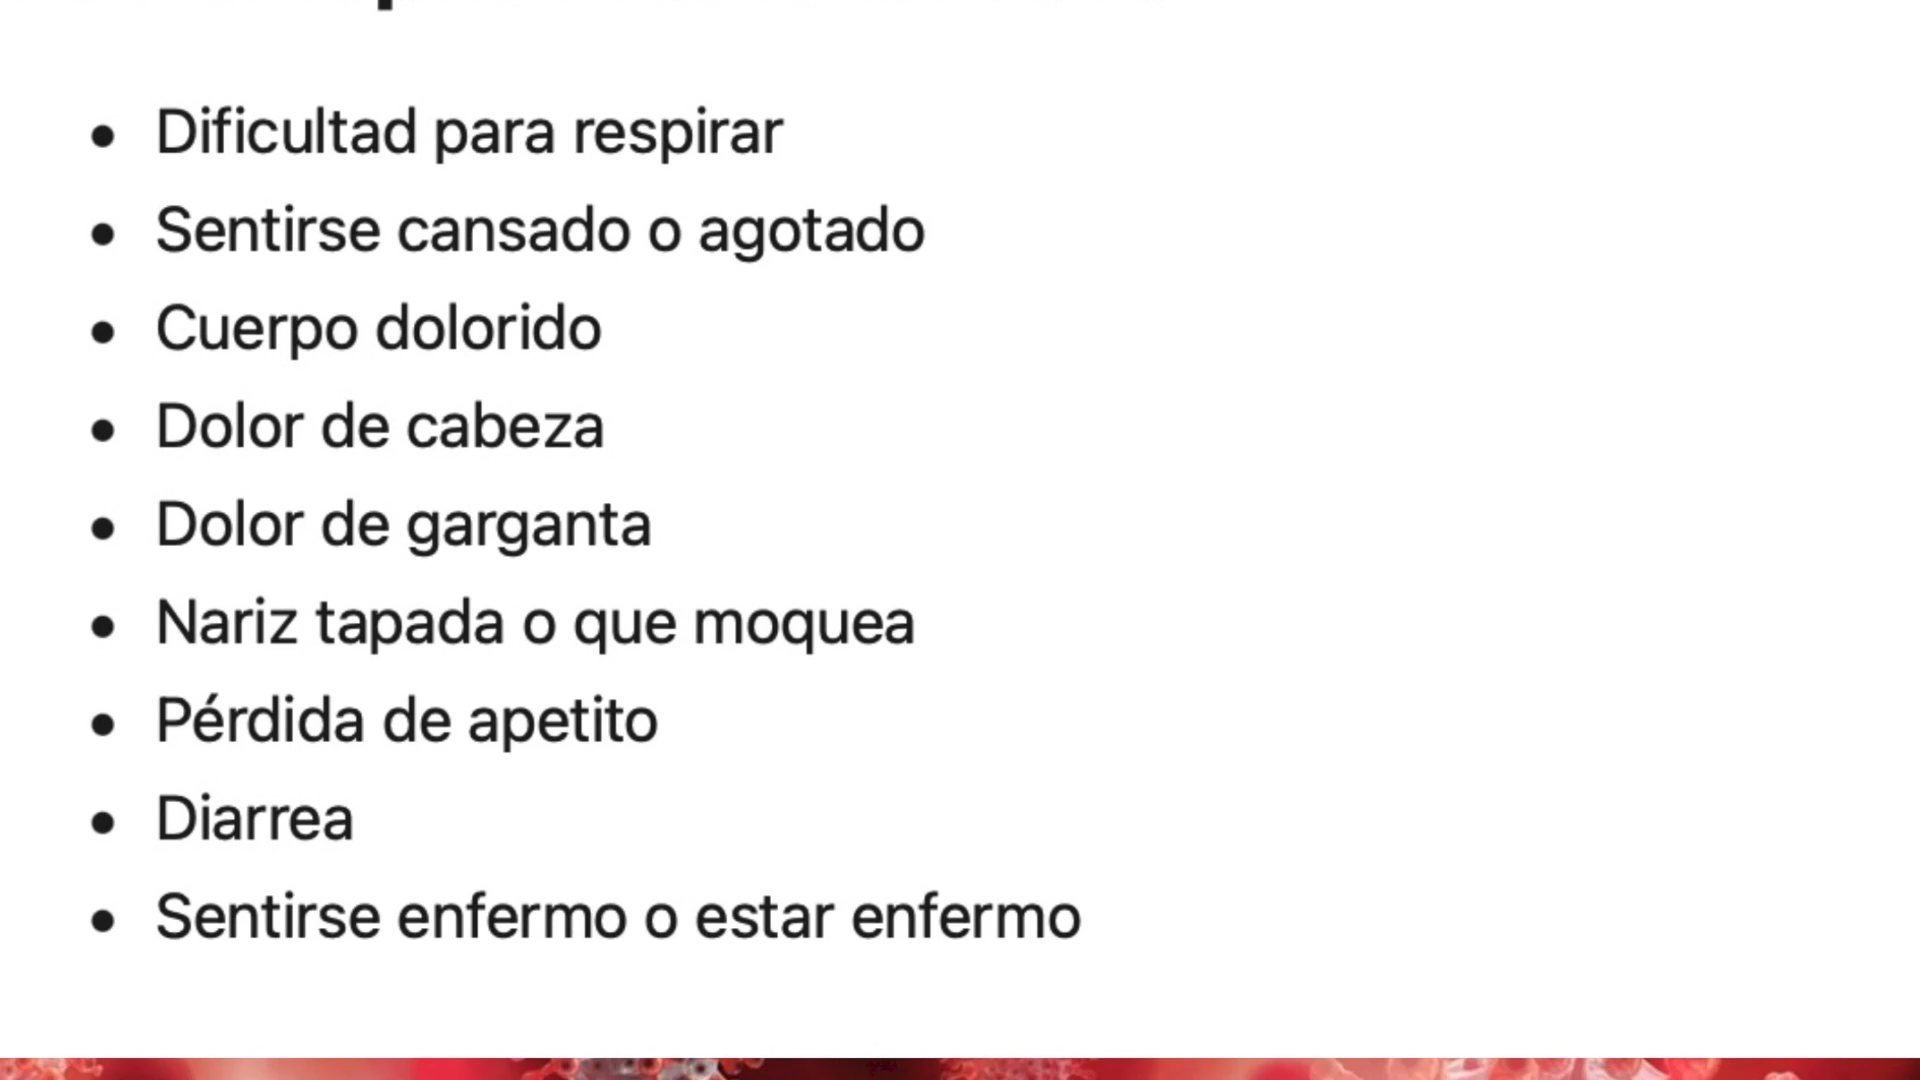 • Dificultad para respirar
• Sentirse cansado o agotado
• Cuerpo dolorido
• Dolor de cabeza
• Dolor de garganta
• Nariz tapada o que moquea
• Pérdida de apetito
• Diarrea
• Sentirse enfermo o estar enfermo